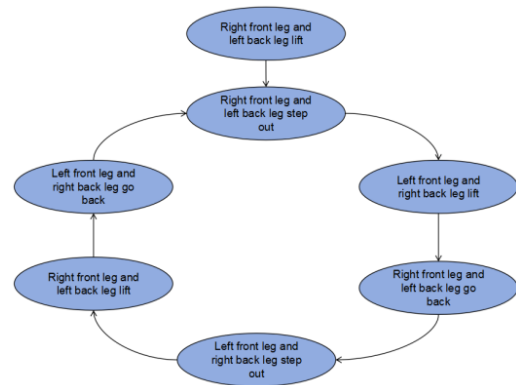 Right front leg and
left back leg lift
Right front leg and
left back leg step
out
Left front leg and
right back leg lift
Right front leg and
left back leg go
back
Left front leg and
right back leg step
out
Right front leg and
left back leg lift
Left front leg and
right back leg go
back